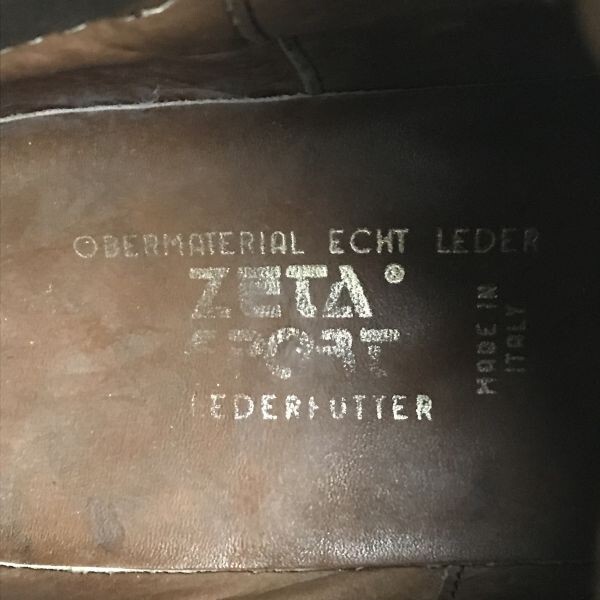 OBERMATERIAL ECHT LEDER
ZETA®
SPORT
LEDERFUTTER
MADE IN
ITALY